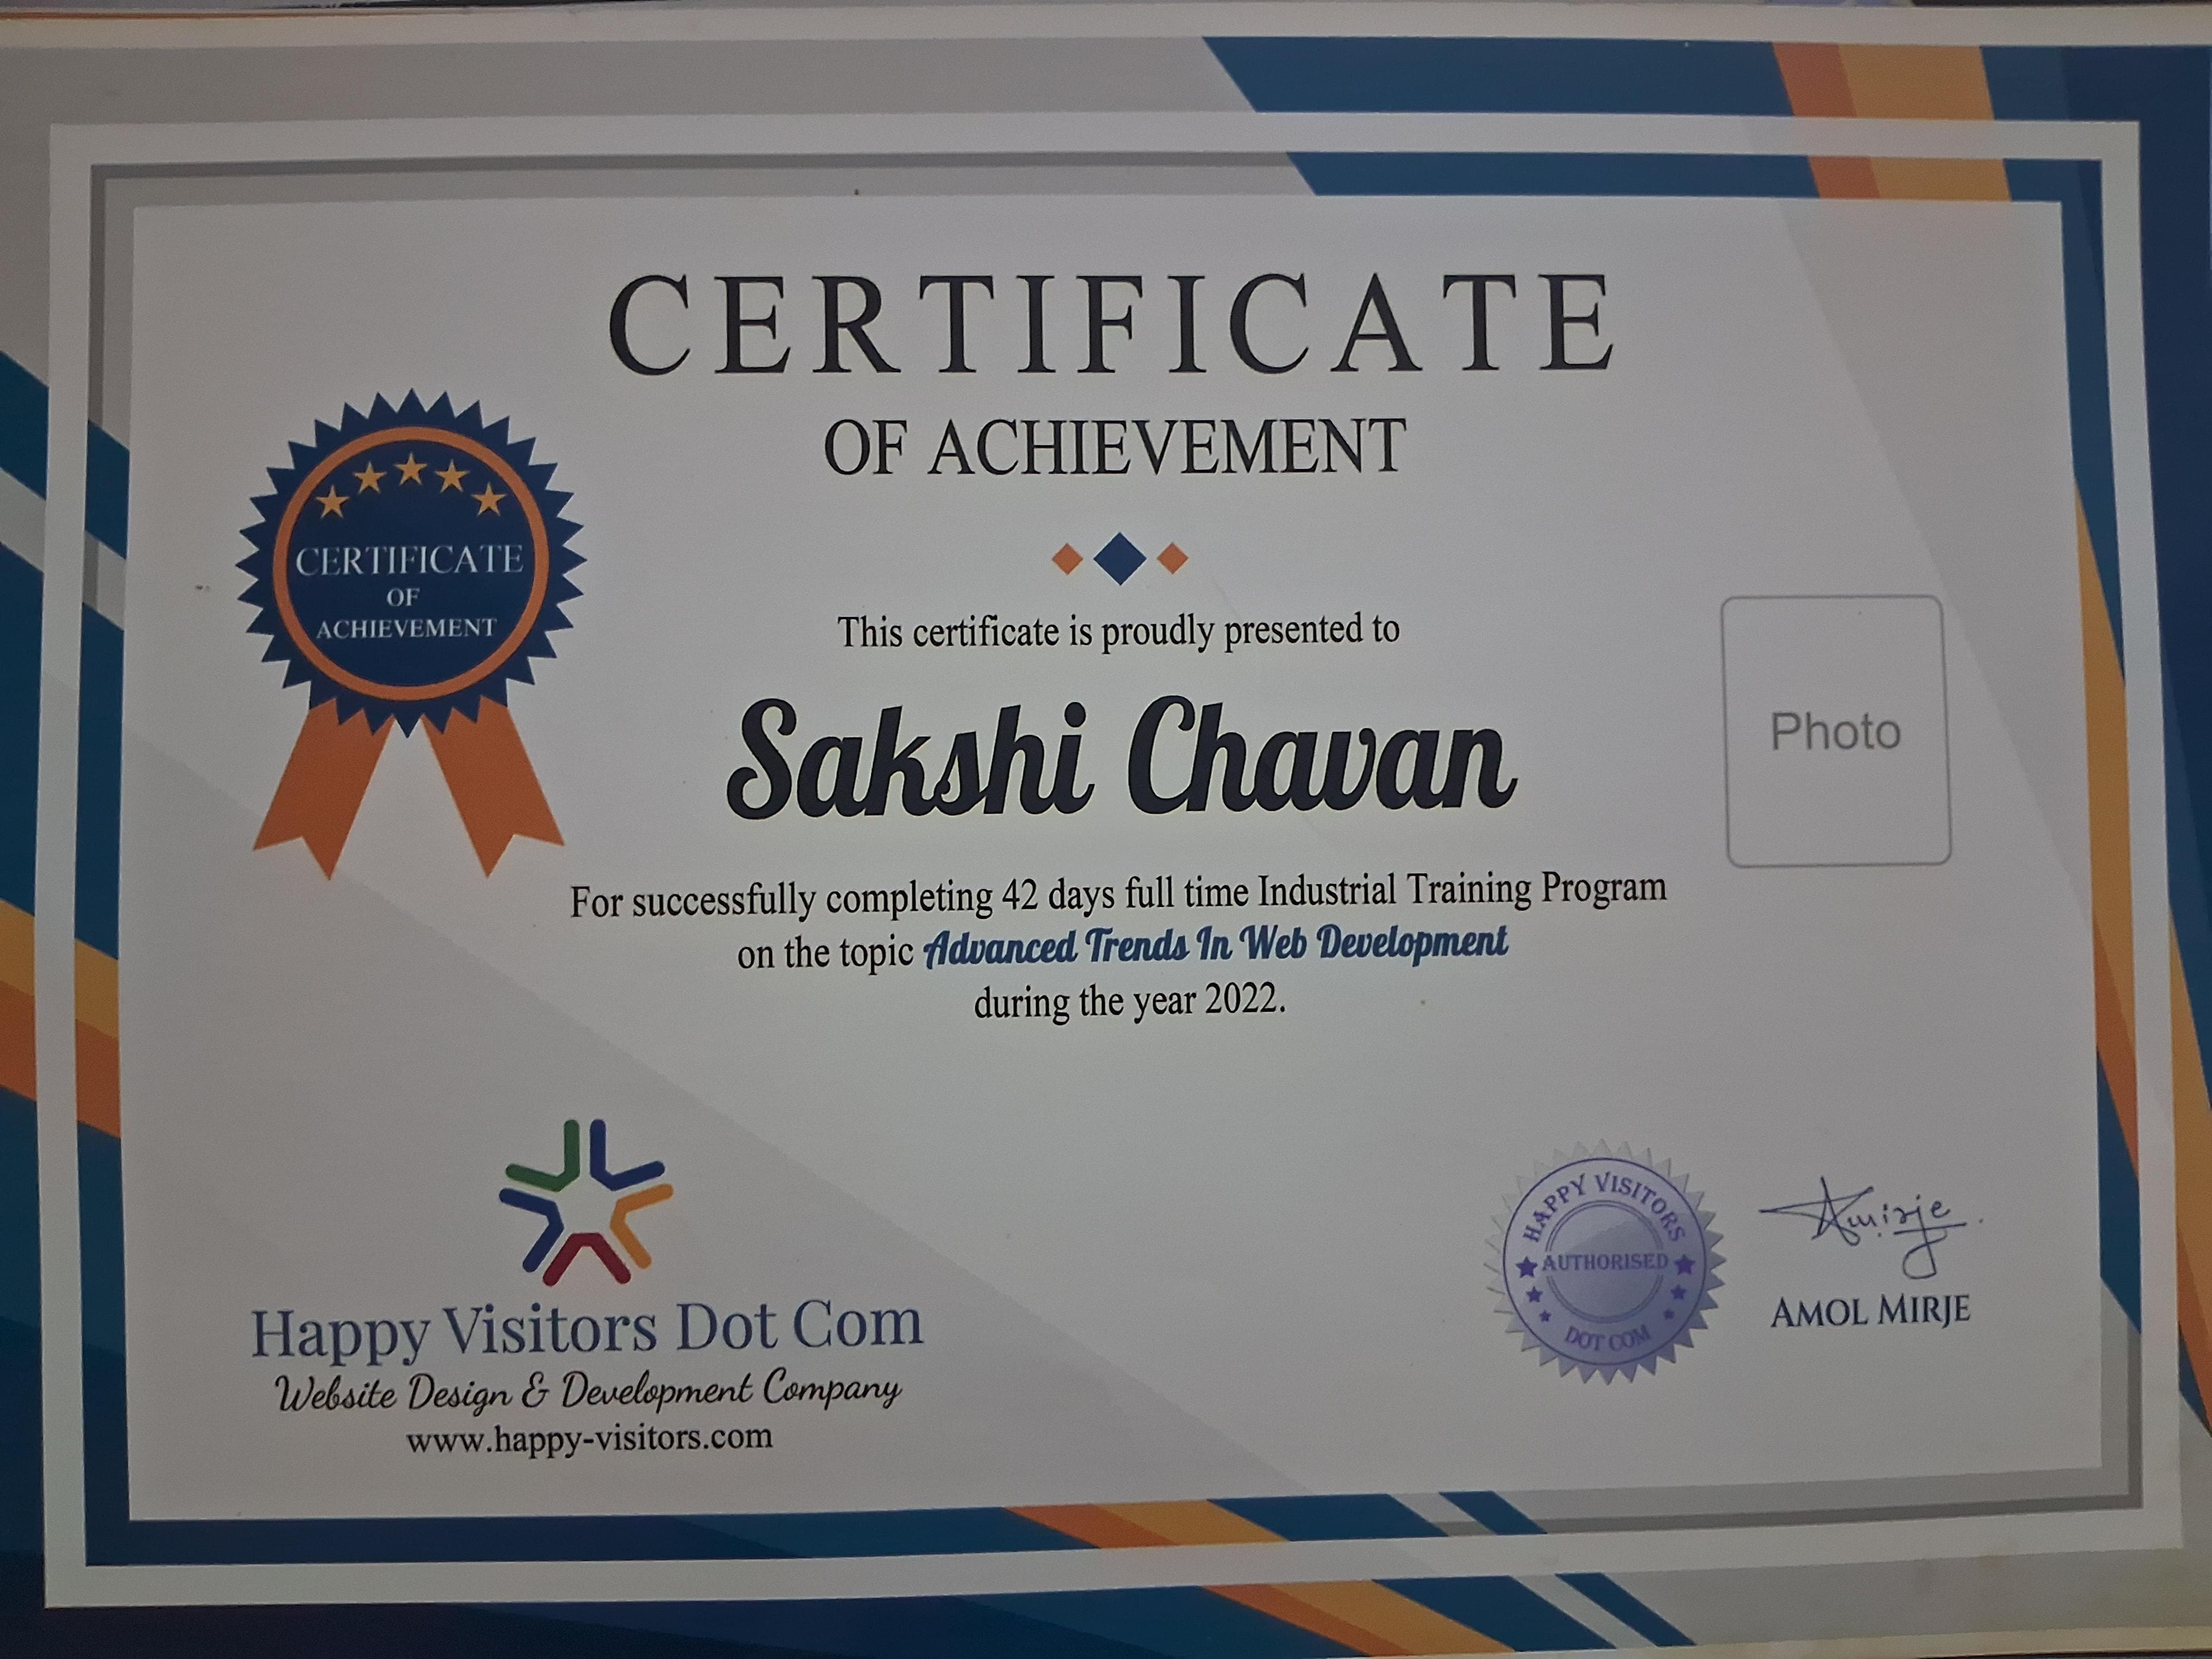 CERTIFICATE
OF ACHIEVEMENT
CERTIFICATE
OF
ACHIEVEMENT
This certificate is proudly presented to
Sakshi Chavan
Photo
For successfully completing 42 days full time Industrial Training Program
on the topic Advanced Trends In Web Development
during the year 2022.
Happy Visitors Dot Com
Website Design & Development Company
www.happy-visitors.com
HAPPY VISITORS
AUTHORISED
DOT COM
Amirje
AMOL MIRJE